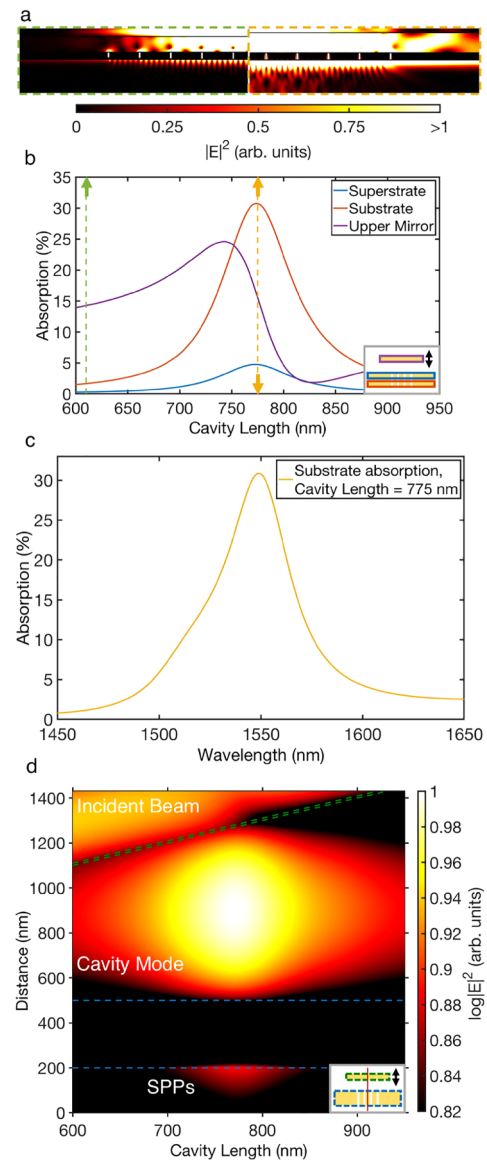 a
0 0.25 0.5 0.75 >1
|E|² (arb. units)
b
35
30
25
20
15
10
5
0
Absorption (%)
Superstrate
Substrate
Upper Mirror
600 650 700 750 800 850 900 950
Cavity Length (nm)
c
30
25
20
15
10
5
0
Absorption (%)
Substrate absorption,
Cavity Length = 775 nm
1450 1500 1550 1600 1650
Wavelength (nm)
d
1400
1200
1000
800
600
400
200
0
Distance (nm)
Incident Beam
Cavity Mode
SPPs
600 700 800 900
Cavity Length (nm)
1
0.98
0.96
0.94
0.92
0.9
0.88
0.86
0.84
0.82
log|E|² (arb. units)